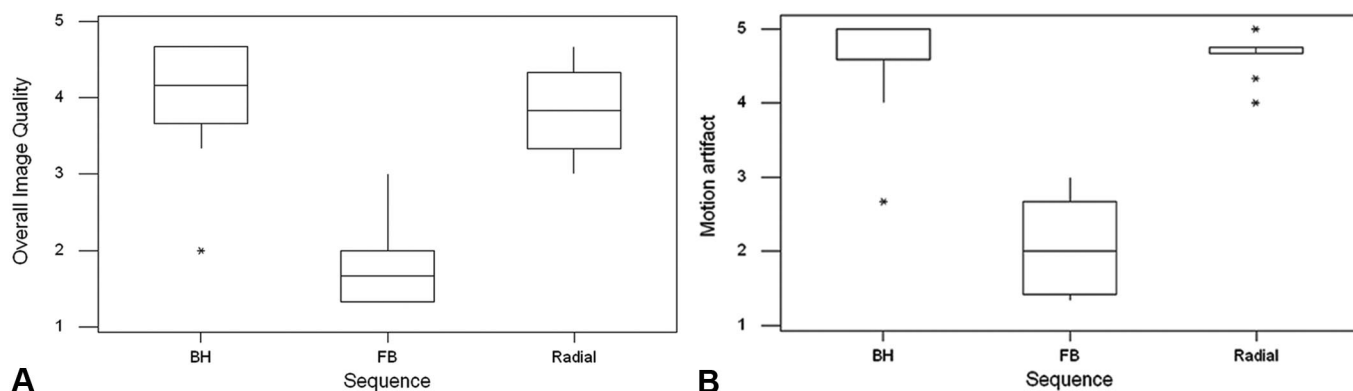 Overall Image Quality
5
4
3
2
1
BH FB Radial
Sequence
A
Motion artifact
5
4
3
2
1
BH FB Radial
Sequence
B